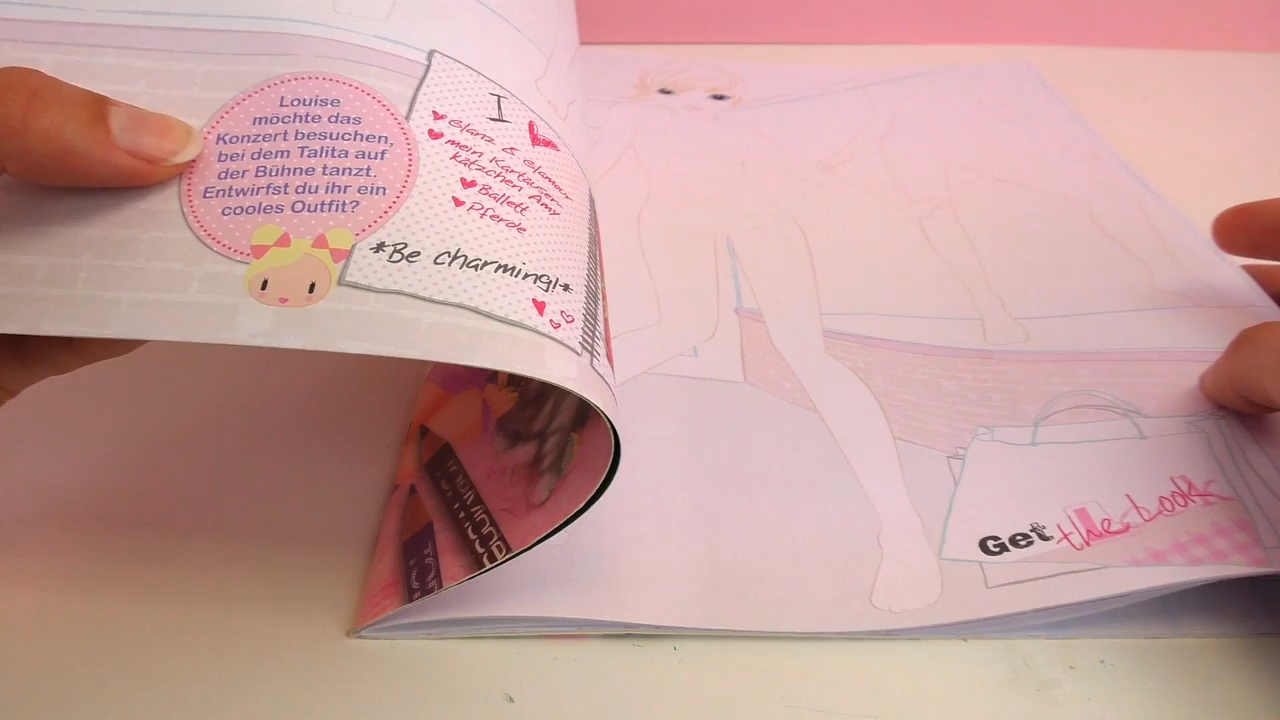 Louise
möchte das
Konzert besuchen,
bei dem Talita auf
der Bühne tanzt.
Entwirfst du ihr ein
cooles Outfit?
I
Glanz & Glamour
mein Kartäuser-
kätzchen Amy
Ballett
Pferde
*Be charming!*
Get the look